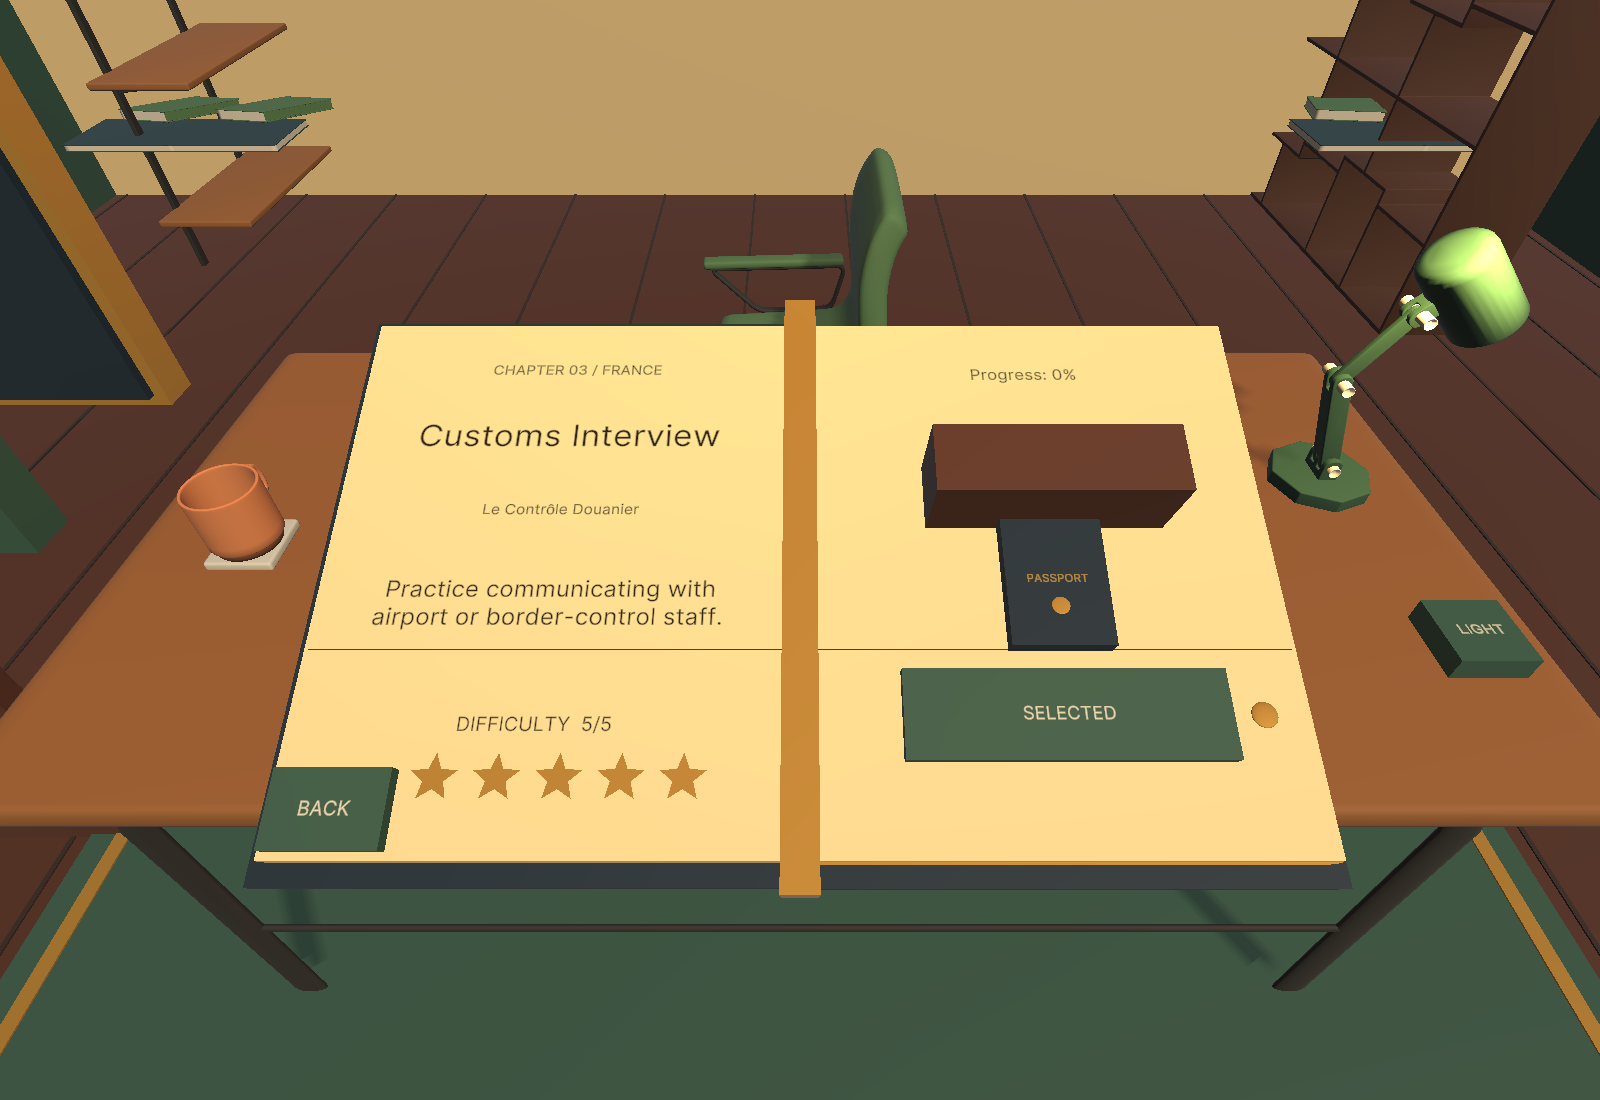 CHAPTER 03 / FRANCE
Customs Interview
Le Contrôle Douanier
Practice communicating with
airport or border-control staff.
DIFFICULTY 5/5
BACK
Progress: 0%
PASSPORT
SELECTED
LIGHT